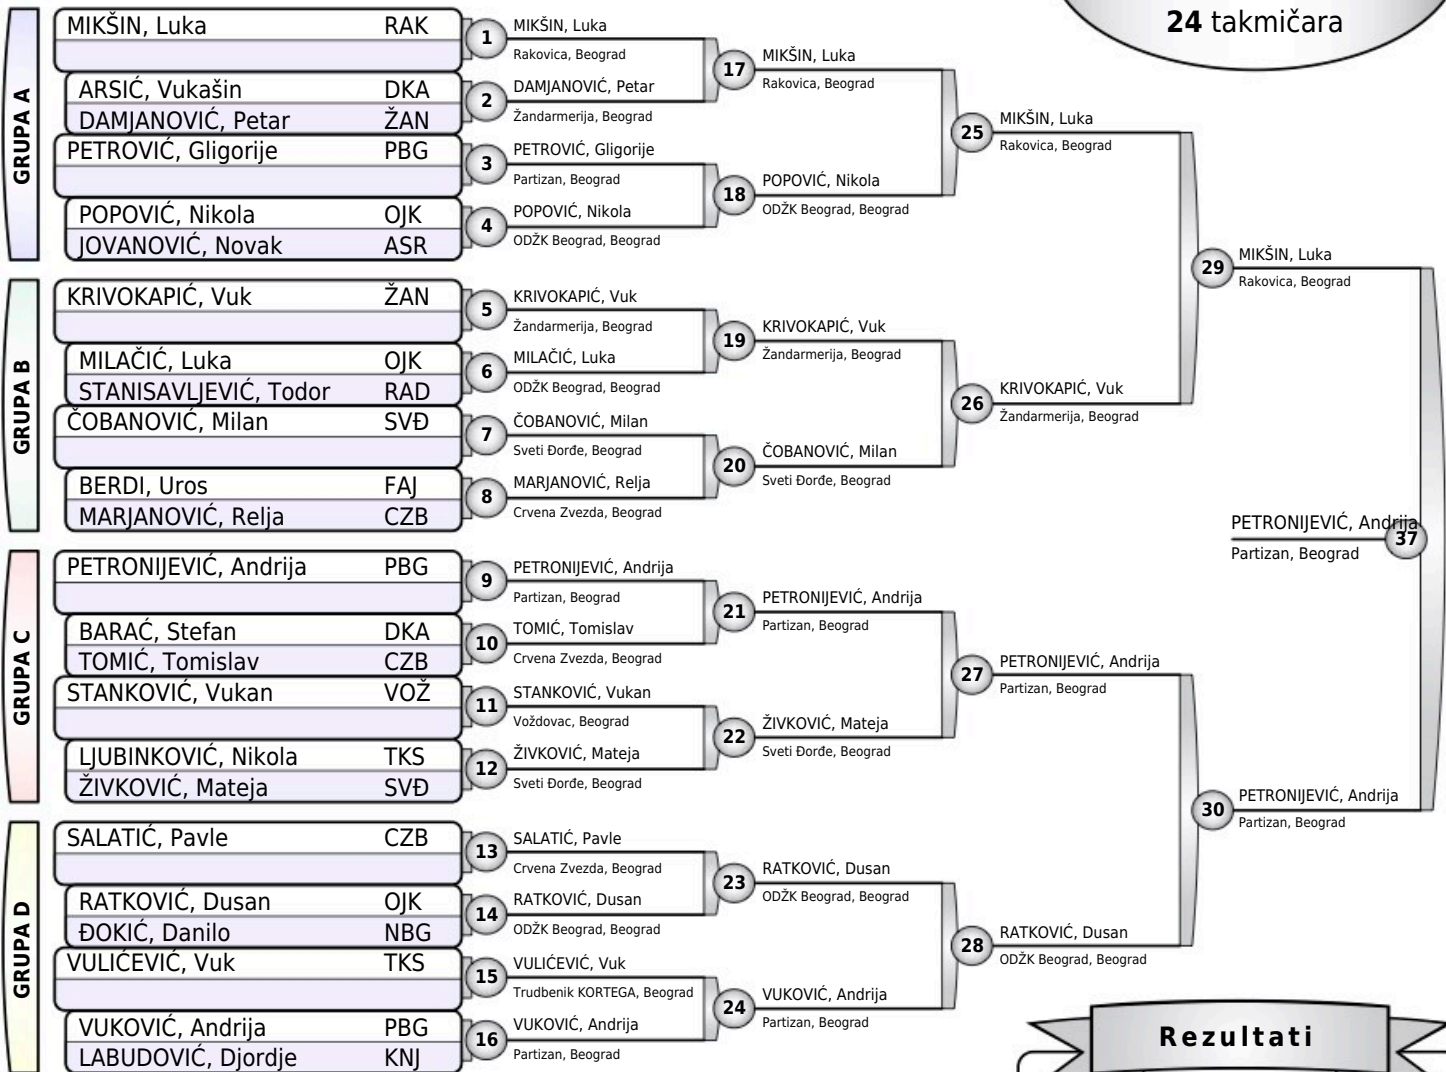 24 takmičara
GRUPA A
MIKŠIN, Luka RAK
ARSIĆ, Vukašin DKA
DAMJANOVIĆ, Petar ŽAN
PETROVIĆ, Gligorije PBG
POPOVIĆ, Nikola OJK
JOVANOVIĆ, Novak ASR
GRUPA B
KRIVOKAPIĆ, Vuk ŽAN
MILAČIĆ, Luka OJK
STANISAVLJEVIĆ, Todor RAD
ČOBANOVIĆ, Milan SVĐ
BERDI, Uros FAJ
MARJANOVIĆ, Relja CZB
GRUPA C
PETRONIJEVIĆ, Andrija PBG
BARAĆ, Stefan DKA
TOMIĆ, Tomislav CZB
STANKOVIĆ, Vukan VOŽ
LJUBINKOVIĆ, Nikola TKS
ŽIVKOVIĆ, Mateja SVĐ
GRUPA D
SALATIĆ, Pavle CZB
RATKOVIĆ, Dusan OJK
ĐOKIĆ, Danilo NBG
VULIĆEVIĆ, Vuk TKS
VUKOVIĆ, Andrija PBG
LABUDOVIĆ, Djordje KNJ
1 MIKŠIN, Luka
Rakovica, Beograd
2 DAMJANOVIĆ, Petar
Žandarmerija, Beograd
3 PETROVIĆ, Gligorije
Partizan, Beograd
4 POPOVIĆ, Nikola
ODŽK Beograd, Beograd
5 KRIVOKAPIĆ, Vuk
Žandarmerija, Beograd
6 MILAČIĆ, Luka
ODŽK Beograd, Beograd
7 ČOBANOVIĆ, Milan
Sveti Đorđe, Beograd
8 MARJANOVIĆ, Relja
Crvena Zvezda, Beograd
9 PETRONIJEVIĆ, Andrija
Partizan, Beograd
10 TOMIĆ, Tomislav
Crvena Zvezda, Beograd
11 STANKOVIĆ, Vukan
Voždovac, Beograd
12 ŽIVKOVIĆ, Mateja
Sveti Đorđe, Beograd
13 SALATIĆ, Pavle
Crvena Zvezda, Beograd
14 RATKOVIĆ, Dusan
ODŽK Beograd, Beograd
15 VULIĆEVIĆ, Vuk
Trudbenik KORTEGA, Beograd
16 VUKOVIĆ, Andrija
Partizan, Beograd
17 MIKŠIN, Luka
Rakovica, Beograd
18 POPOVIĆ, Nikola
ODŽK Beograd, Beograd
19 KRIVOKAPIĆ, Vuk
Žandarmerija, Beograd
20 ČOBANOVIĆ, Milan
Sveti Đorđe, Beograd
21 PETRONIJEVIĆ, Andrija
Partizan, Beograd
22 ŽIVKOVIĆ, Mateja
Sveti Đorđe, Beograd
23 RATKOVIĆ, Dusan
ODŽK Beograd, Beograd
24 VUKOVIĆ, Andrija
Partizan, Beograd
25 MIKŠIN, Luka
Rakovica, Beograd
26 KRIVOKAPIĆ, Vuk
Žandarmerija, Beograd
27 PETRONIJEVIĆ, Andrija
Partizan, Beograd
28 RATKOVIĆ, Dusan
ODŽK Beograd, Beograd
29 MIKŠIN, Luka
Rakovica, Beograd
30 PETRONIJEVIĆ, Andrija
Partizan, Beograd
PETRONIJEVIĆ, Andrija
Partizan, Beograd 37
Rezultati